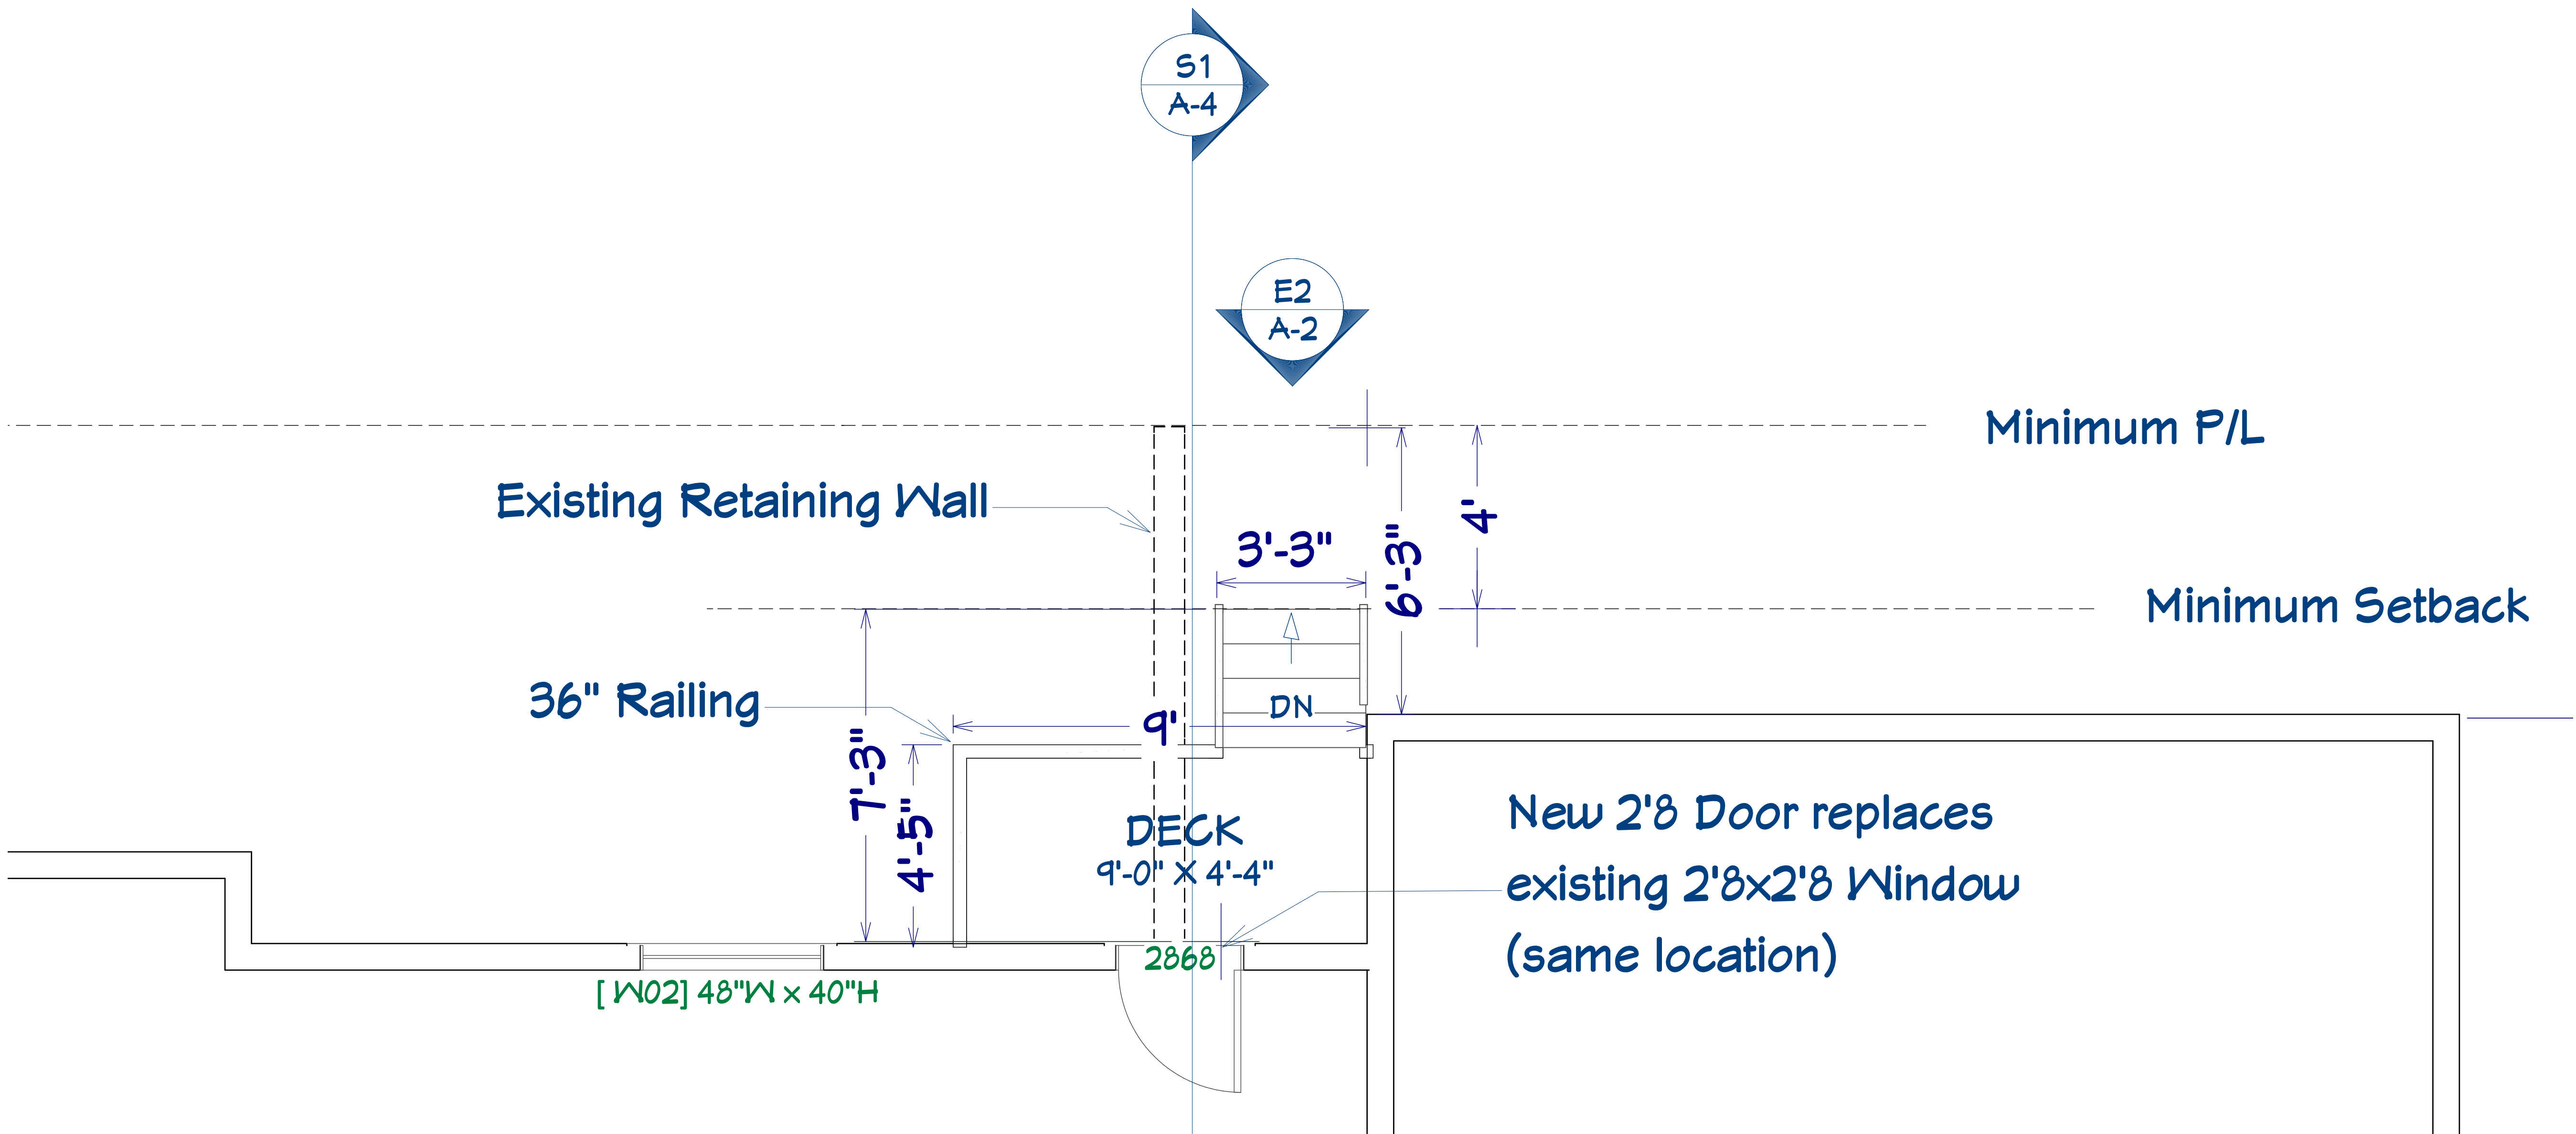 S1
A-4
E2
A-2
Minimum P/L
Existing Retaining Wall
4'
3'-3"
6'-3"
Minimum Setback
36" Railing
DN
9'
7'-3"
4'-5"
DECK
9'-0" X 4'-4"
New 2'8 Door replaces
existing 2'8x2'8 Window
(same location)
2868
[ W02] 48"W x 40"H